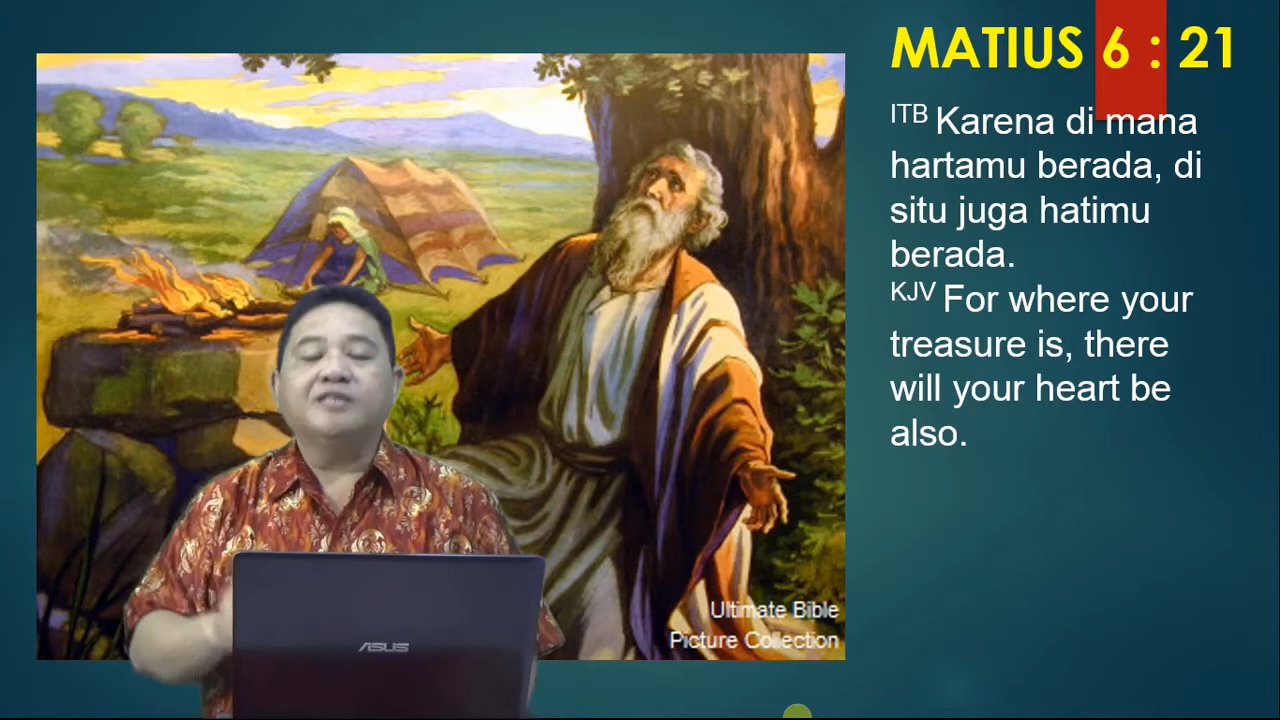 MATIUS 6 : 21
ITB Karena di mana
hartamu berada, di
situ juga hatimu
berada.
KJV For where your
treasure is, there
will your heart be
also.
Ultimate Bible
Picture Collection
ASUS